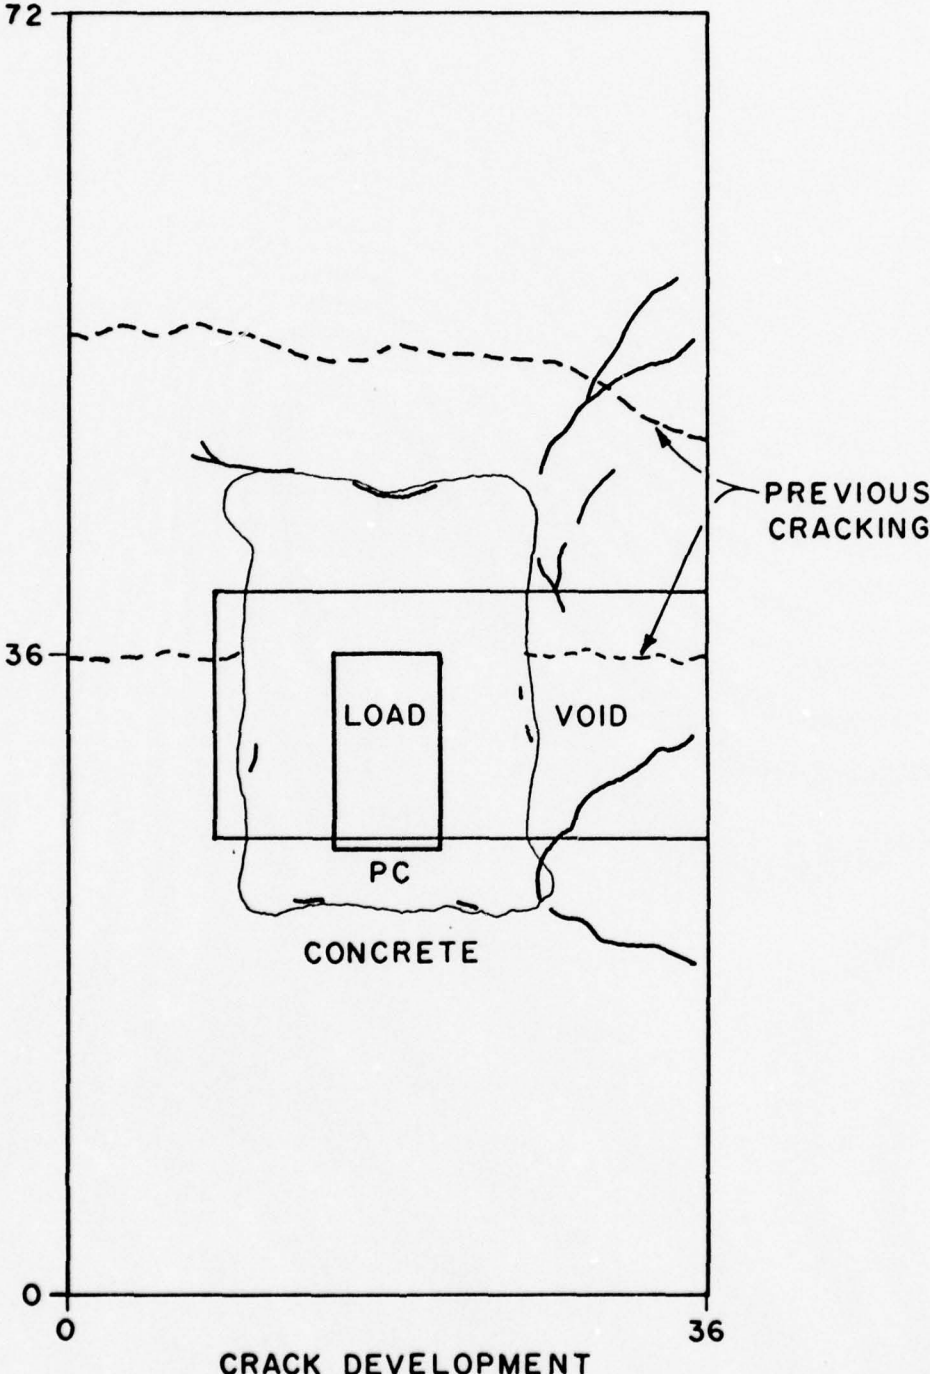 72
PREVIOUS
CRACKING
36
LOAD
VOID
PC
CONCRETE
0
0
36
CRACK DEVELOPMENT